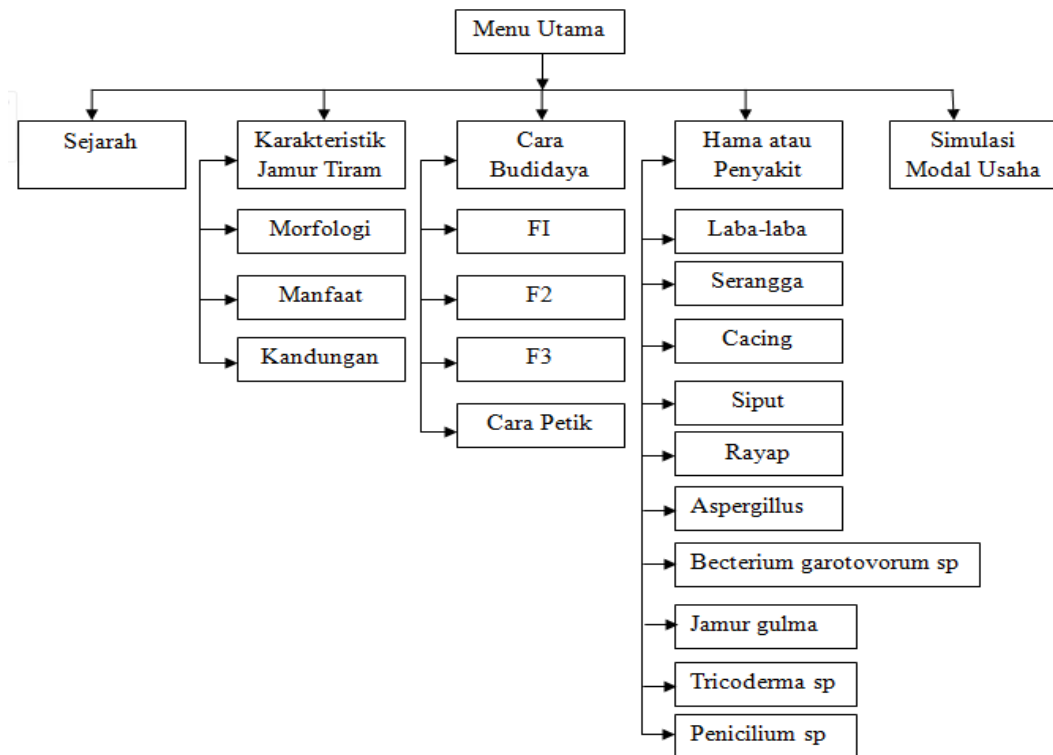 Menu Utama
Sejarah
Karakteristik
Jamur Tiram
Morfologi
Manfaat
Kandungan
Cara
Budidaya
FI
F2
F3
Cara Petik
Hama atau
Penyakit
Laba-laba
Serangga
Cacing
Siput
Rayap
Aspergillus
Becterium garotovorum sp
Jamur gulma
Tricoderma sp
Penicilium sp
Simulasi
Modal Usaha